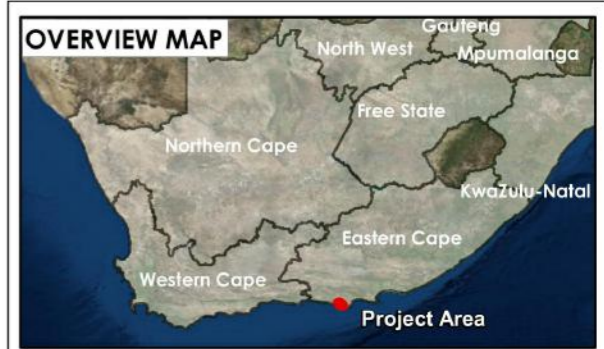 OVERVIEW MAP
Gauteng
North West
Mpumalanga
Free State
Northern Cape
KwaZulu-Natal
Eastern Cape
Western Cape
Project Area